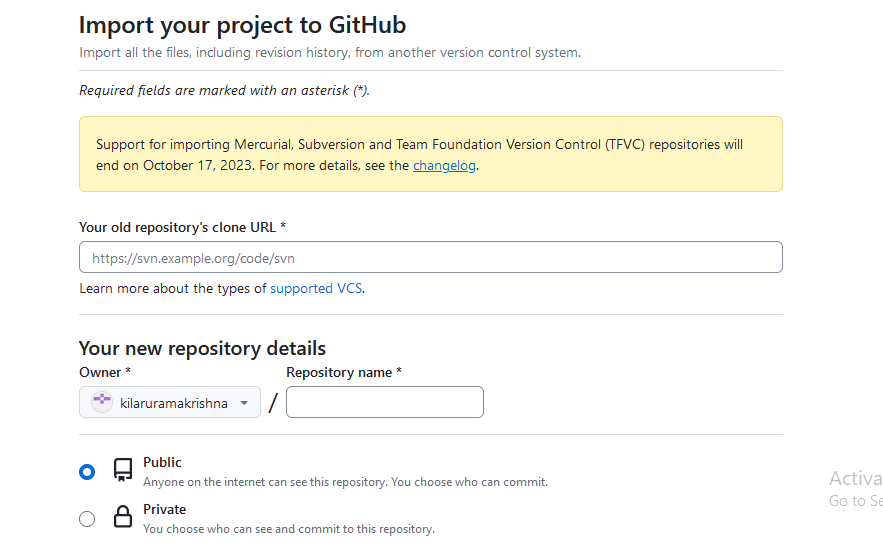 Import your project to GitHub
Import all the files, including revision history, from another version control system.
Required fields are marked with an asterisk (*).
Support for importing Mercurial, Subversion and Team Foundation Version Control (TFVC) repositories will
end on October 17, 2023. For more details, see the changelog.
Your old repository's clone URL *
https://svn.example.org/code/svn
Learn more about the types of supported VCS.
Your new repository details
Owner *
Repository name *
kilaruramakrishna
/
Public
Anyone on the internet can see this repository. You choose who can commit.
Private
You choose who can see and commit to this repository.
Activa
Go to Se